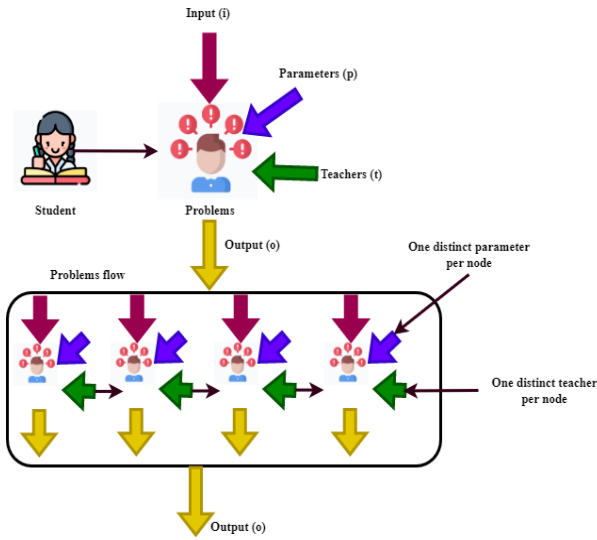 Input (i)
Parameters (p)
Teachers (t)
Student
Problems
Output (o)
One distinct parameter
per node
Problems flow
One distinct teacher
per node
Output (o)